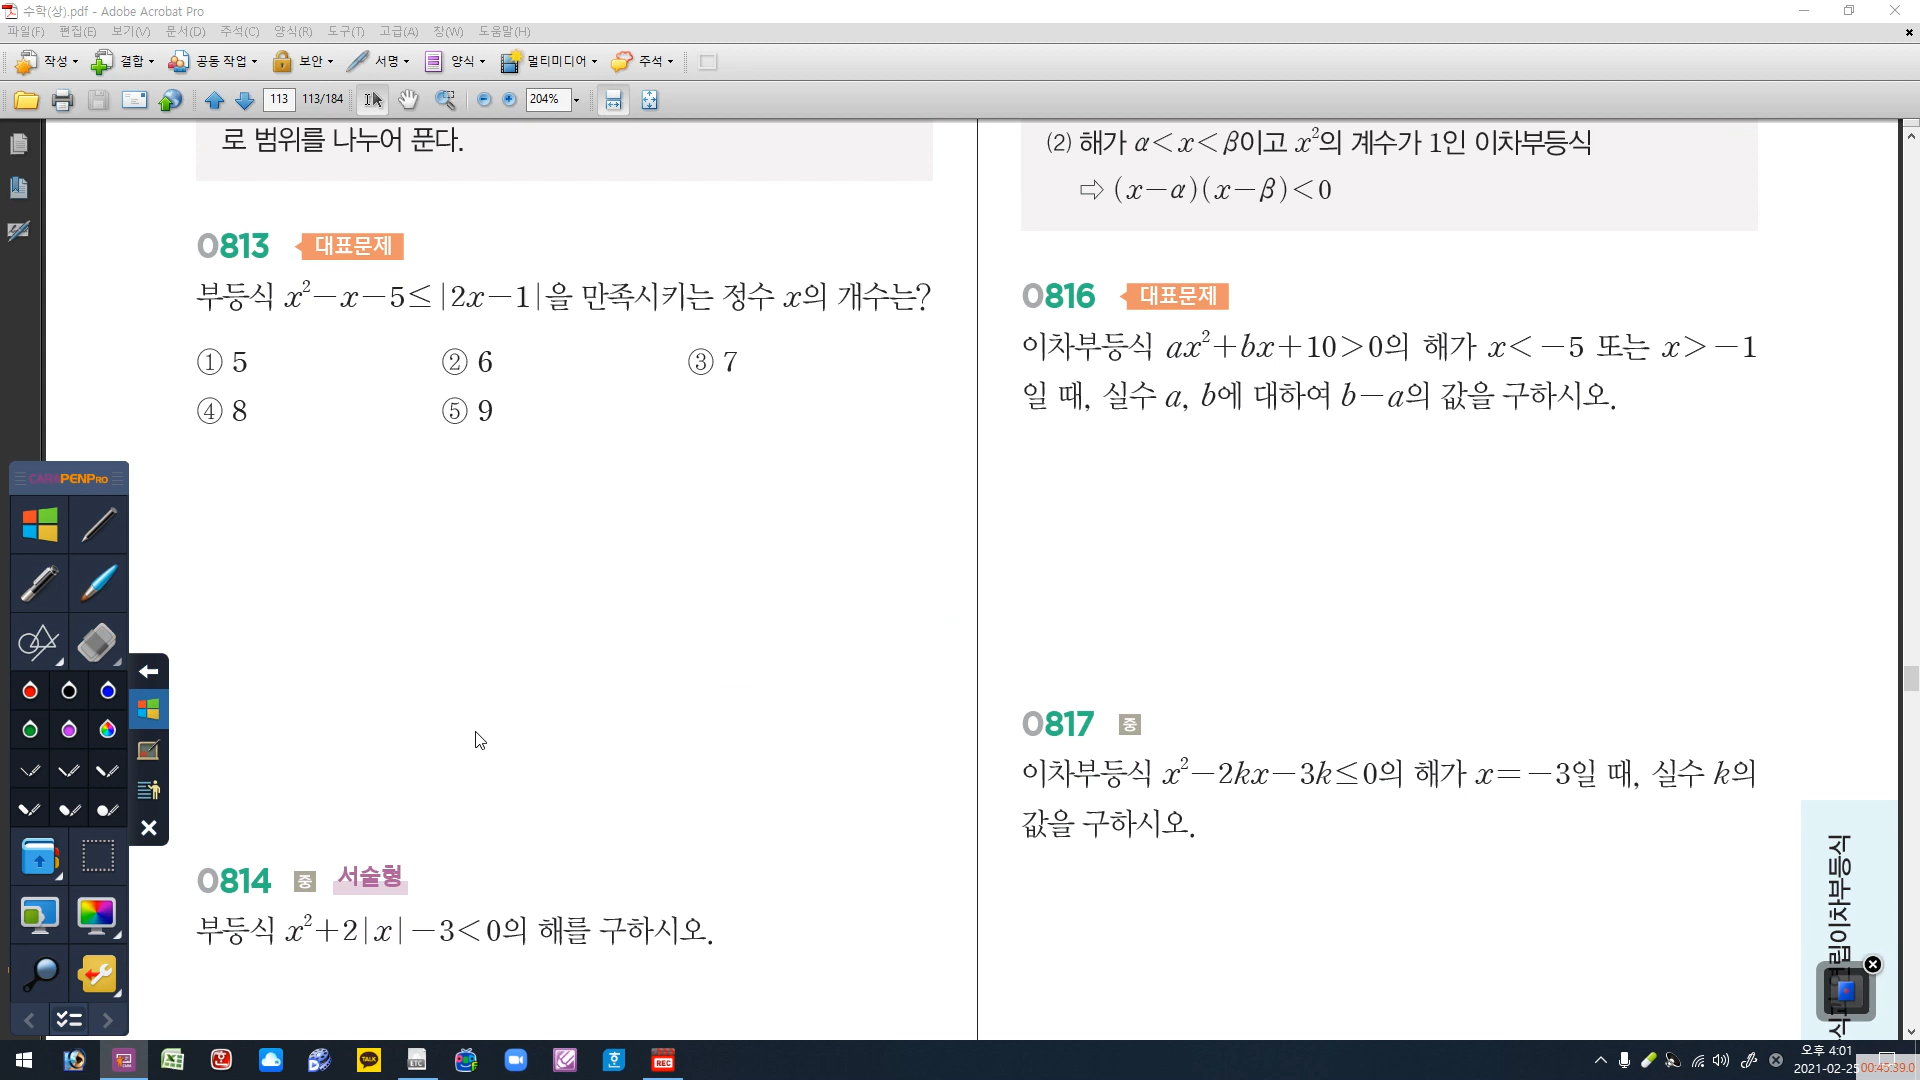 수학(상).pdf - Adobe Acrobat Pro
파일(F) 편집(E) 보기(V) 문서(D) 주석(C) 양식(R) 도구(T) 고급(A) 창(W) 도움말(H)
작성 결합 공동 작업 보안 서명 양식 멀티미디어 주석
113 113/184 204%
로 범위를 나누어 푼다.
0813 대표문제
부등식 x²−x−5≤|2x−1|을 만족시키는 정수 x의 개수는?
① 5 ② 6 ③ 7
④ 8 ⑤ 9
0814 중 서술형
부등식 x²+2|x|−3<0의 해를 구하시오.
(2) 해가 α<x<β이고 x²의 계수가 1인 이차부등식
⇨ (x−α)(x−β)<0
0816 대표문제
이차부등식 ax²+bx+10>0의 해가 x<−5 또는 x>−1
일 때, 실수 a, b에 대하여 b−a의 값을 구하시오.
0817 중
이차부등식 x²−2kx−3k≤0의 해가 x=−3일 때, 실수 k의
값을 구하시오.
이차부등식
PENPRO
TALK
REC
오후 4:01
2021-02-25
00:45:39.0